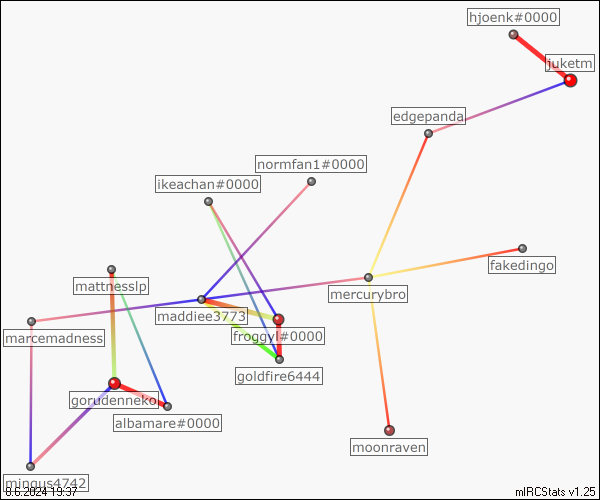 hjoenk#0000
juketm
edgepanda
normfan1#0000
ikeachan#0000
fakedingo
mattnesslp
mercurybro
maddiee3773
marcemadness
froggyl#0000
goldfire6444
gorudenneko
albamare#0000
moonraven
mingus4742
8.6.2024 19:37
mIRCStats v1.25